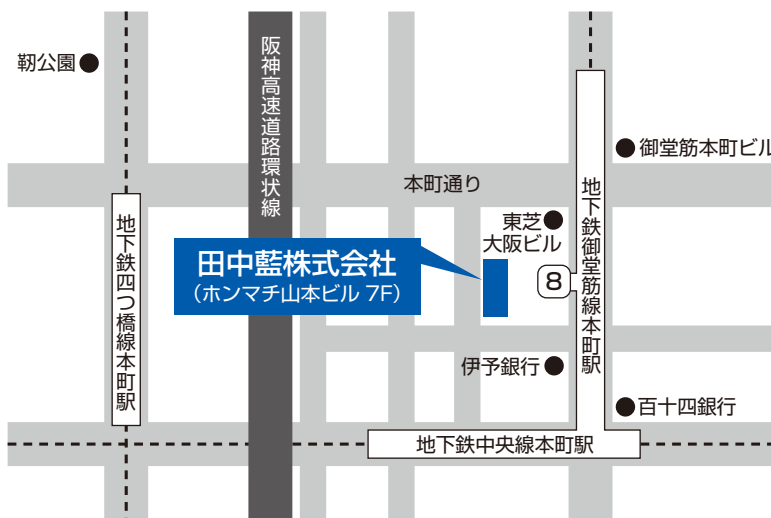 靭公園
阪神高速道路環状線
御堂筋本町ビル
本町通り
東芝
大阪ビル
地下鉄御堂筋線本町駅
地下鉄四つ橋線本町駅
田中藍株式会社
(ホンマチ山本ビル 7F)
8
伊予銀行
百十四銀行
地下鉄中央線本町駅